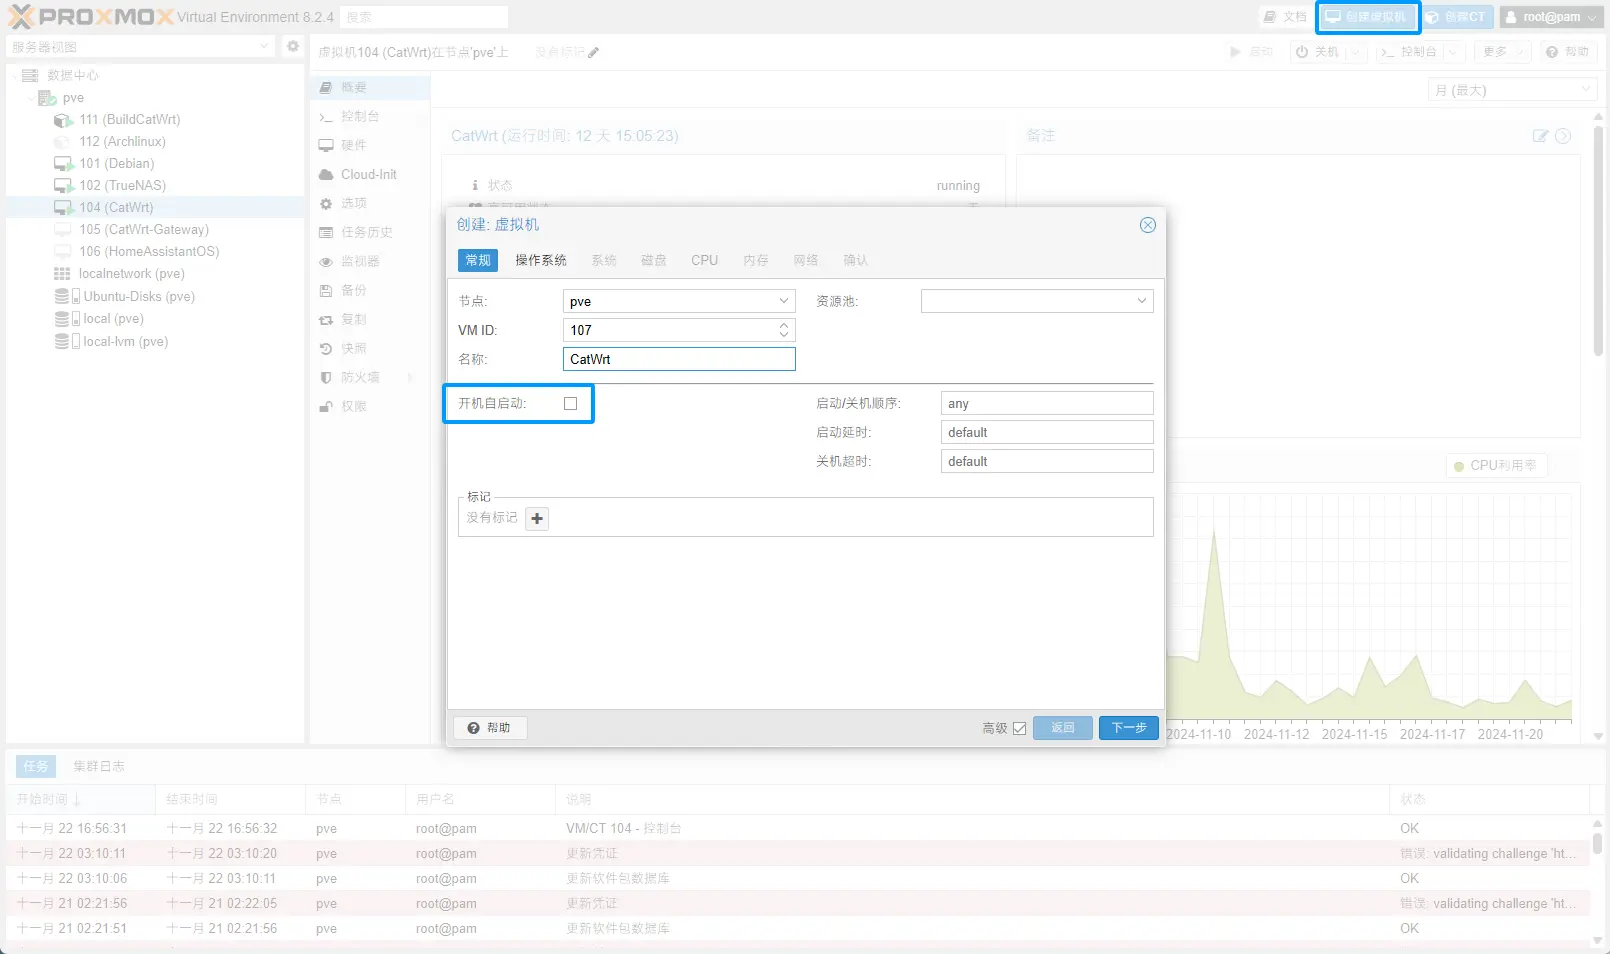 PROXMOX Virtual Environment 8.2.4 搜索 文档 创建虚拟机 创建CT root@pam
服务器视图
虚拟机104 (CatWrt)在节点'pve'上 没有标记 启动 关机 控制台 更多 帮助
数据中心
pve
111 (BuildCatWrt)
112 (Archlinux)
101 (Debian)
102 (TrueNAS)
104 (CatWrt)
105 (CatWrt-Gateway)
106 (HomeAssistantOS)
localnetwork (pve)
Ubuntu-Disks (pve)
local (pve)
local-lvm (pve)
概要
控制台
硬件
Cloud-Init
选项
任务历史
监视器
备份
复制
快照
防火墙
权限
月 (最大)
CatWrt (运行时间: 12 天 15:05:23)
备注
状态 running
创建: 虚拟机
常规 操作系统 系统 磁盘 CPU 内存 网络 确认
节点: pve 资源池:
VM ID: 107
名称: CatWrt
开机自启动: 启动/关机顺序: any
启动延时: default
关机超时: default
标记
没有标记
帮助 高级 返回 下一步
CPU利用率
2024-11-10 2024-11-12 2024-11-15 2024-11-17 2024-11-20
任务 集群日志
开始时间 ↓ 结束时间 节点 用户名 说明 状态
十一月 22 16:56:31 十一月 22 16:56:32 pve root@pam VM/CT 104 - 控制台 OK
十一月 22 03:10:11 十一月 22 03:10:20 pve root@pam 更新凭证 错误: validating challenge 'ht...
十一月 22 03:10:06 十一月 22 03:10:11 pve root@pam 更新软件包数据库 OK
十一月 21 02:21:56 十一月 21 02:22:05 pve root@pam 更新凭证 错误: validating challenge 'ht...
十一月 21 02:21:51 十一月 21 02:21:56 pve root@pam 更新软件包数据库 OK